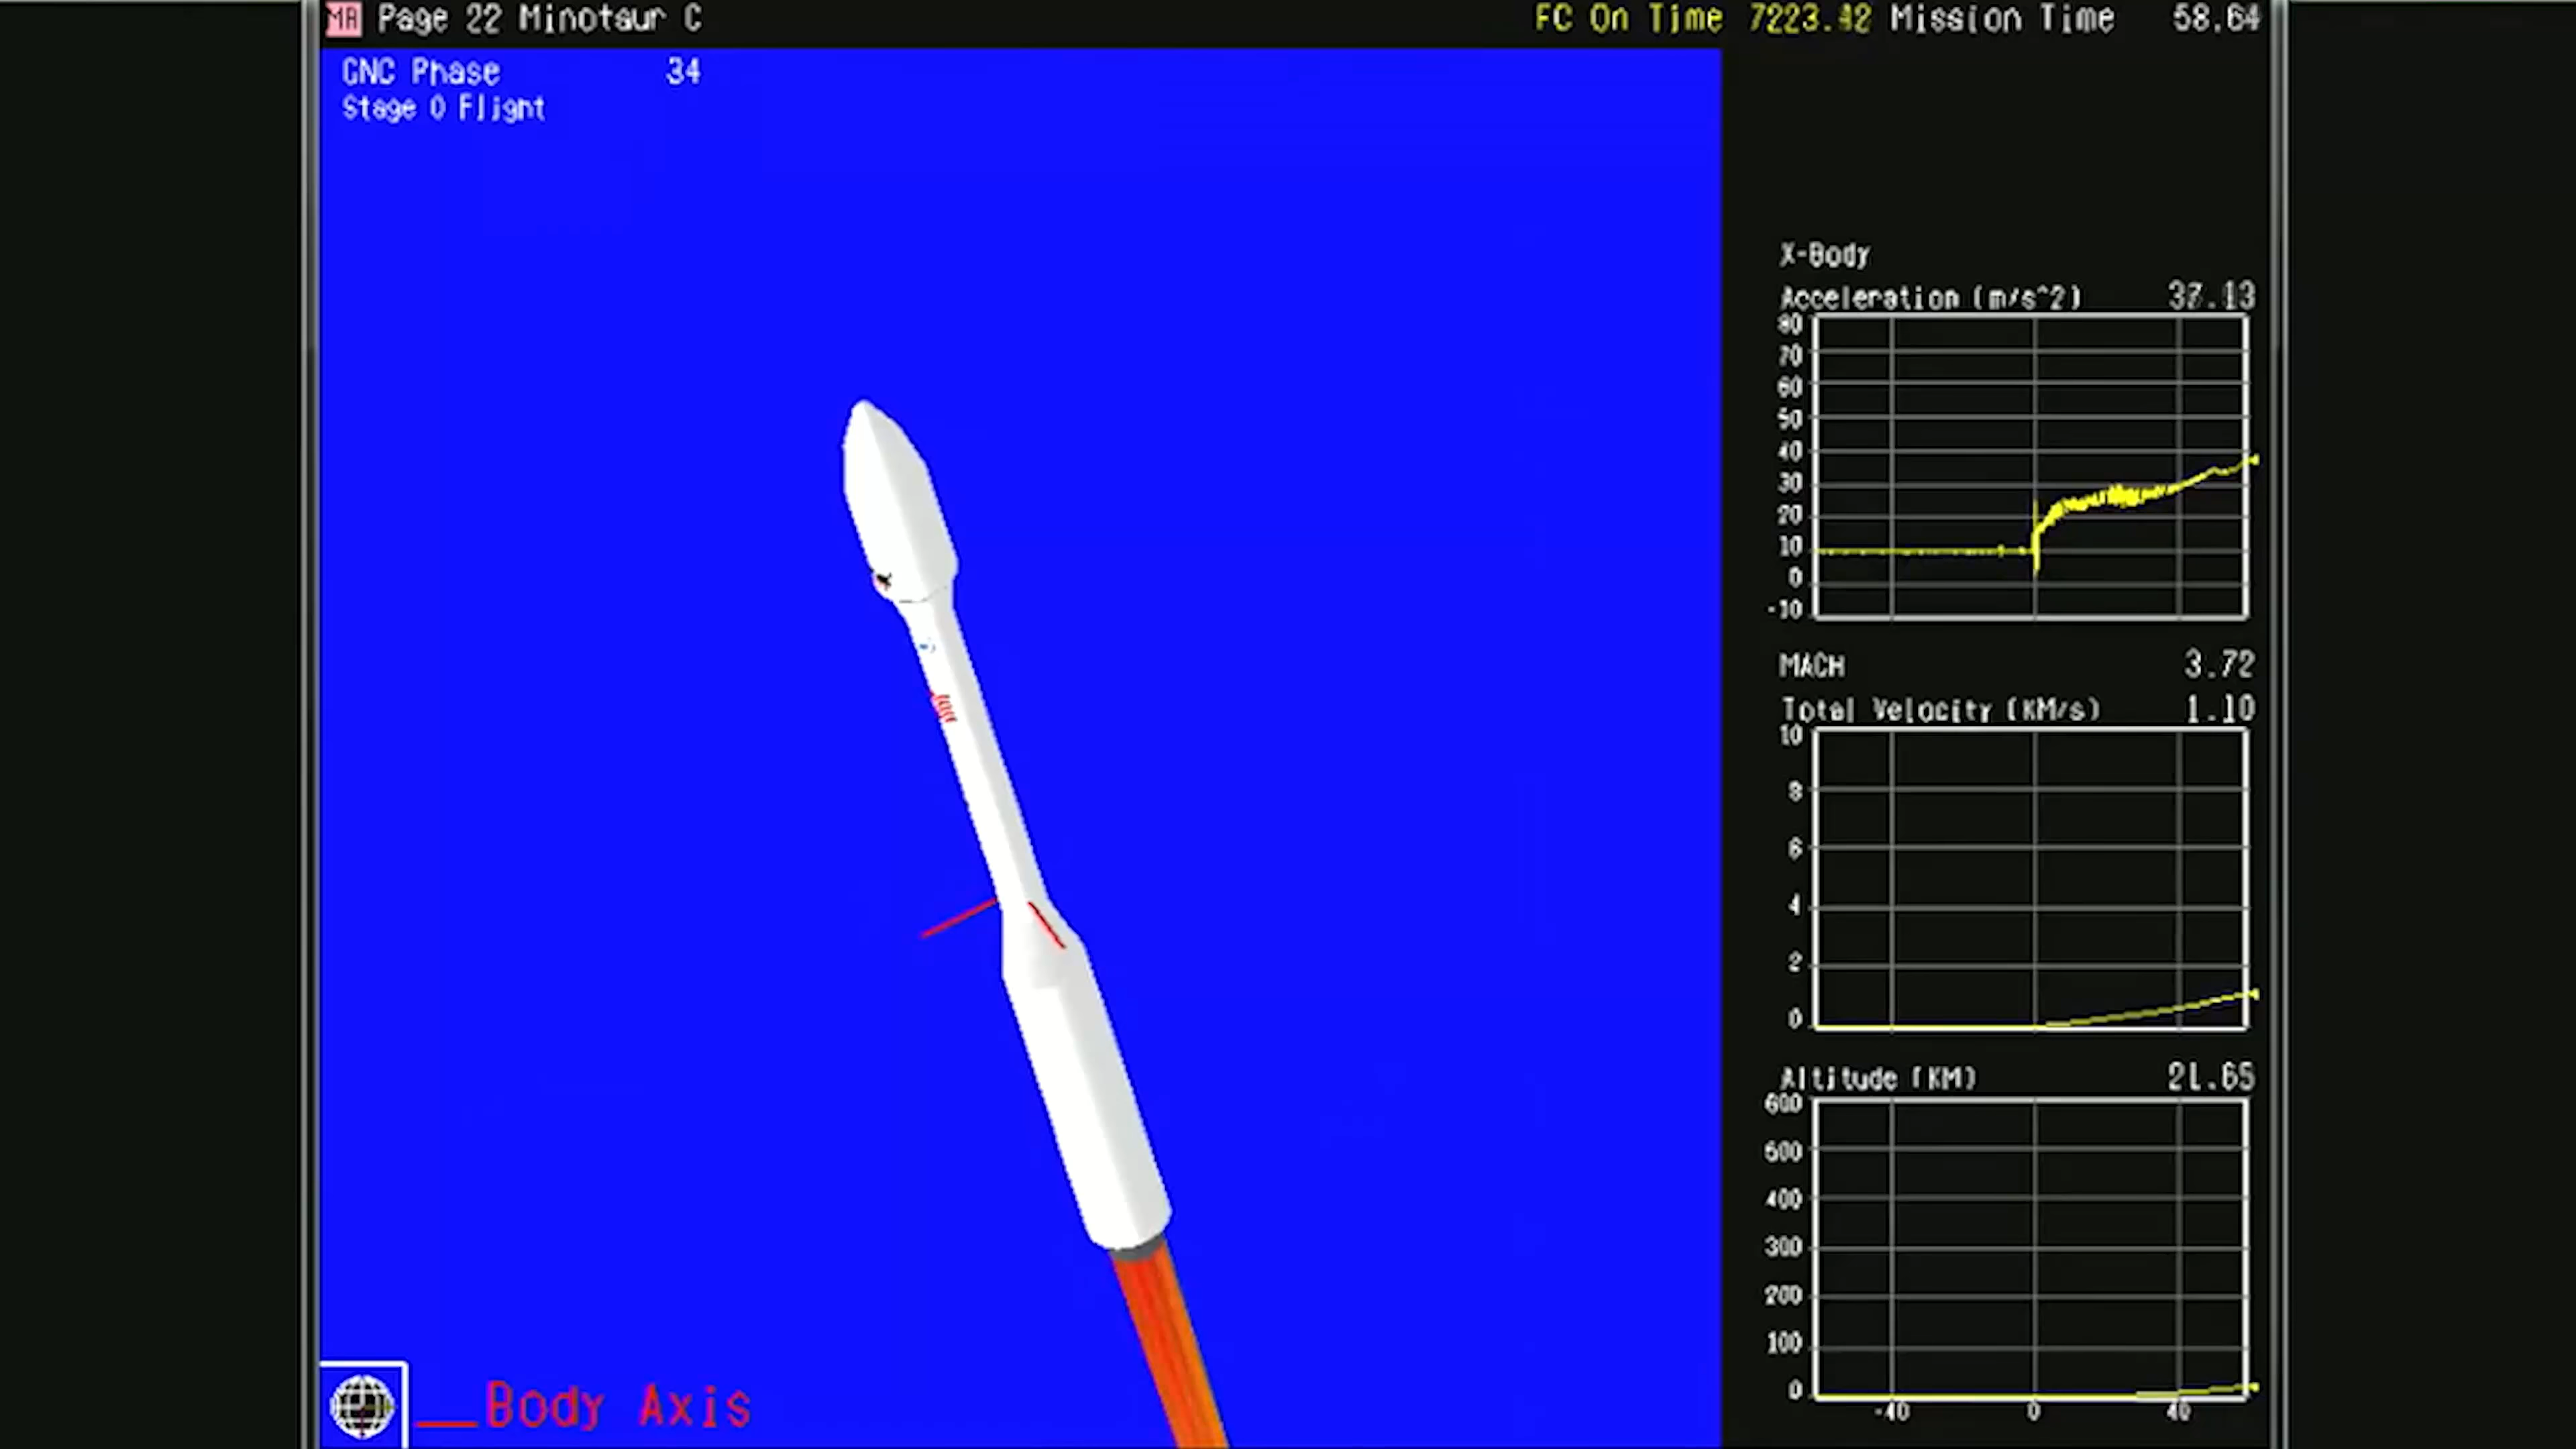 MR Page 22 Minotaur C FC On Time 7223.42 Mission Time 58.64
GNC Phase 34
Stage 0 Flight
X-Body
Acceleration (m/s^2)
80
70
60
50
40
30
20
10
0
-10
MACH 3.72
Total Velocity (KM/s) 1.10
10
8
6
4
2
0
Altitude (KM) 21.65
600
500
400
300
200
100
0
-40 0 40
Body Axis